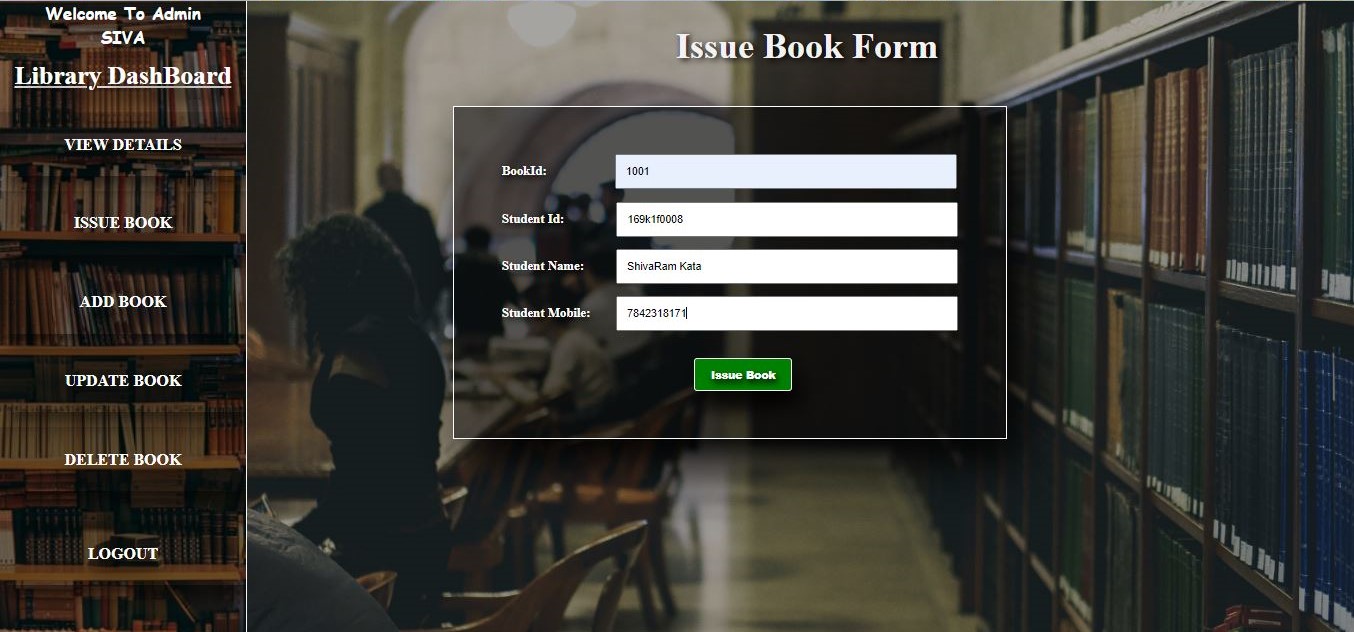 Welcome To Admin
SIVA
Library DashBoard
VIEW DETAILS
ISSUE BOOK
ADD BOOK
UPDATE BOOK
DELETE BOOK
LOGOUT
Issue Book Form
BookId: 1001
Student Id: 169k1f0008
Student Name: ShivaRam Kata
Student Mobile: 7842318171
Issue Book